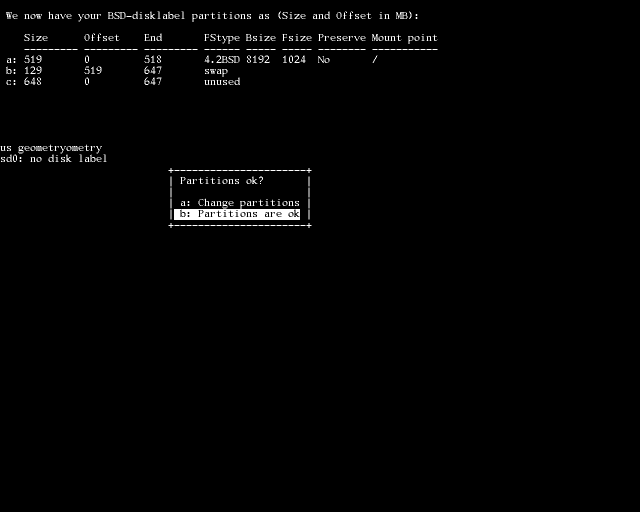 We now have your BSD-disklabel partitions as (Size and Offset in MB):
Size Offset End FStype Bsize Fsize Preserve Mount point
--------- --------- --------- ------ ----- ----- -------- -----------
a: 519 0 518 4.2BSD 8192 1024 No /
b: 129 519 647 swap
c: 648 0 647 unused
us geometryometry
sd0: no disk label
+----------------------+
| Partitions ok? |
| |
| a: Change partitions |
| b: Partitions are ok |
+----------------------+